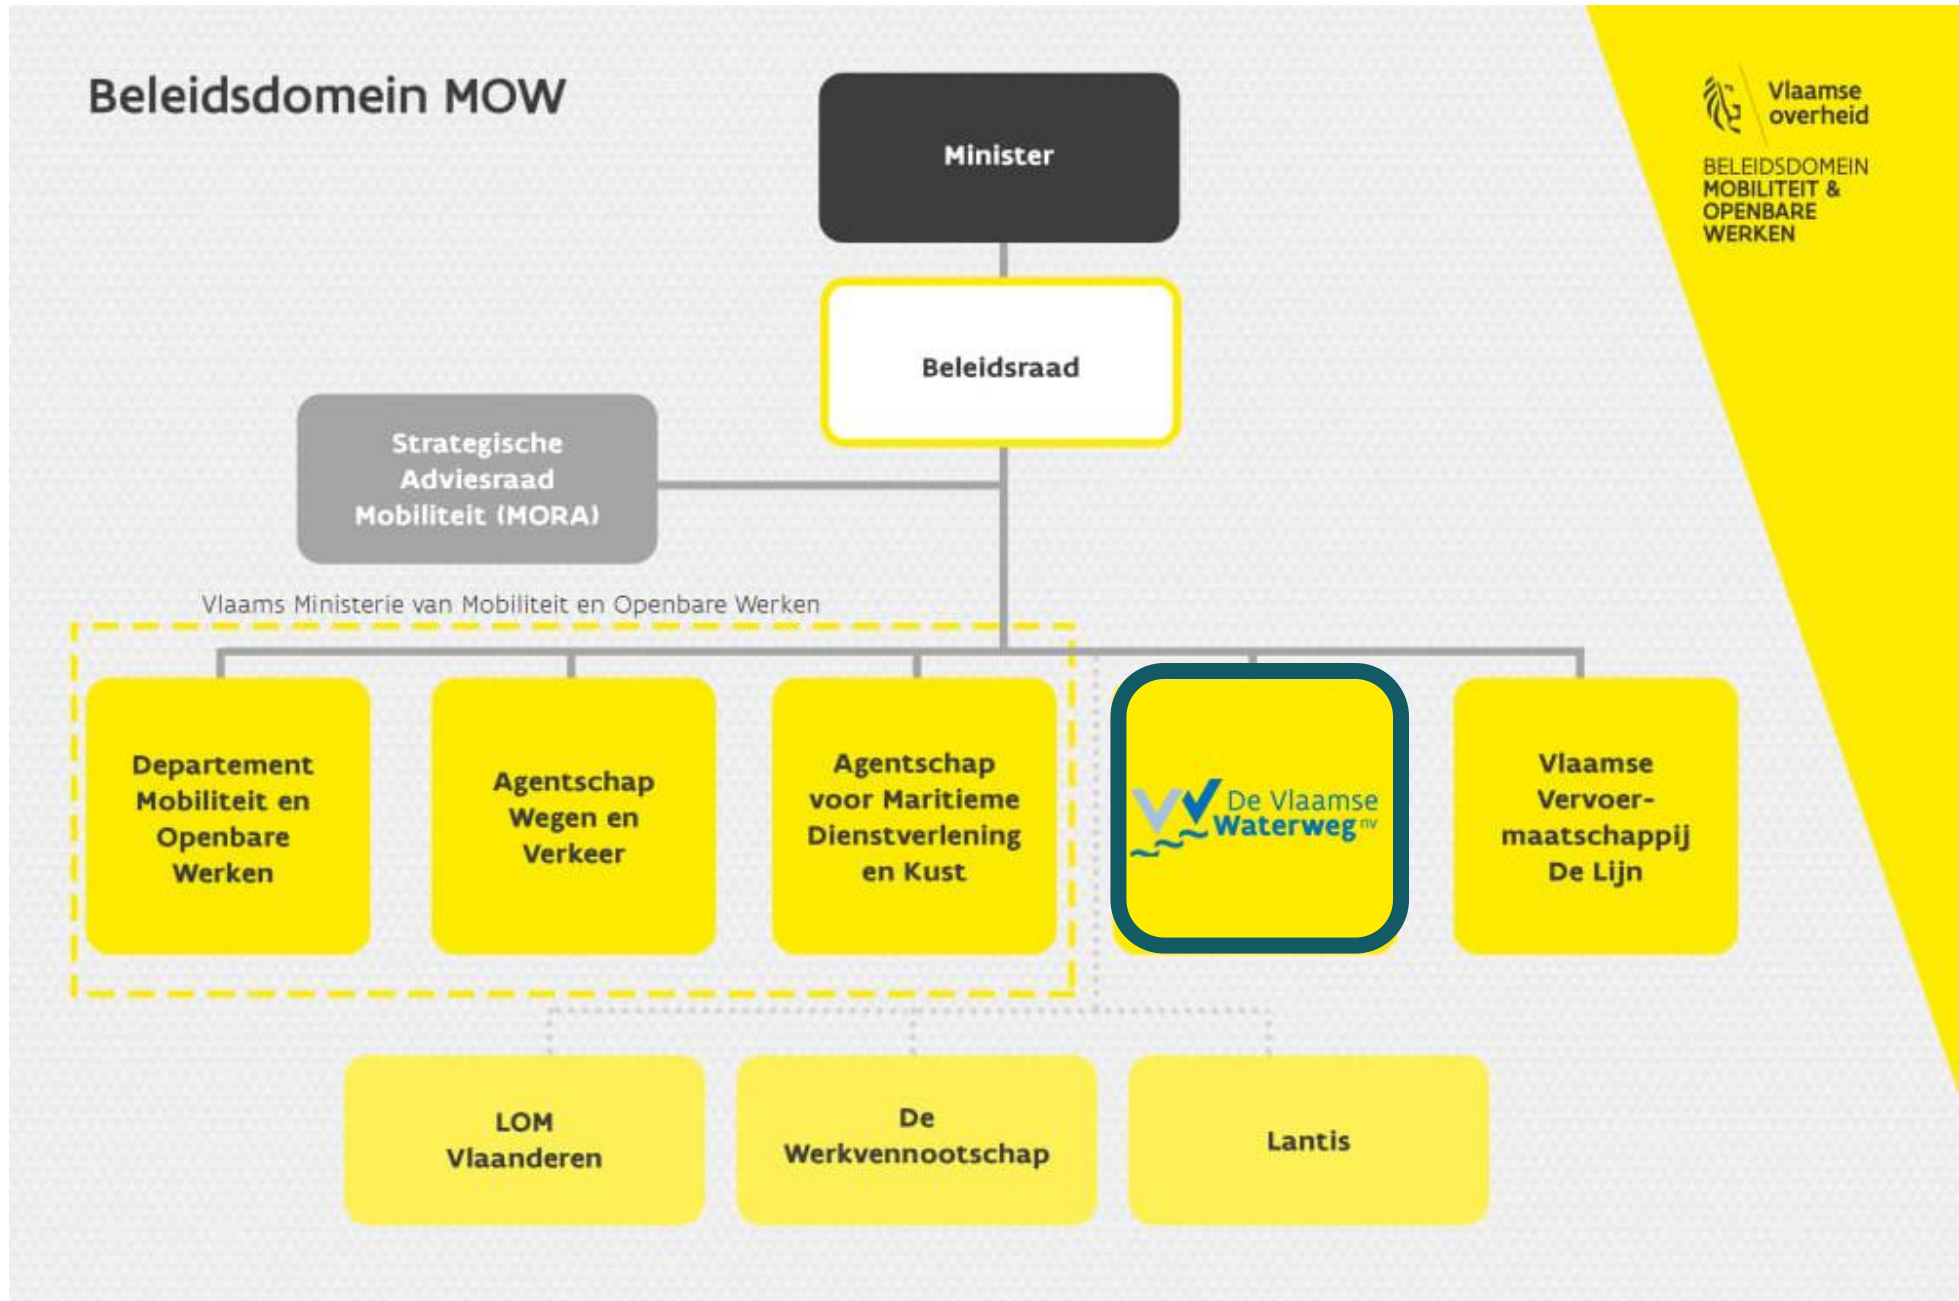 Beleidsdomein MOW
Minister
Vlaamse
overheid
BELEIDSDOMEIN
MOBILITEIT &
OPENBARE
WERKEN
Beleidsraad
Strategische
Adviesraad
Mobiliteit (MORA)
Vlaams Ministerie van Mobiliteit en Openbare Werken
Departement
Mobiliteit en
Openbare
Werken
Agentschap
Wegen en
Verkeer
Agentschap
voor Maritieme
Dienstverlening
en Kust
De Vlaamse
Waterweg nv
Vlaamse
Vervoer-
maatschappij
De Lijn
LOM
Vlaanderen
De
Werkvennootschap
Lantis